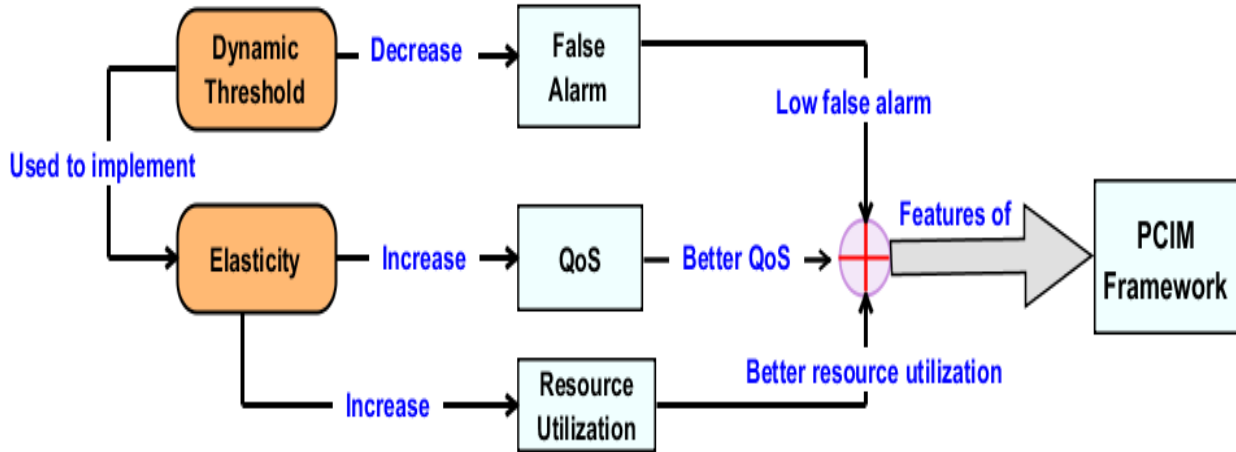 Dynamic
Threshold
Decrease
False
Alarm
Low false alarm
Used to implement
Elasticity
Increase
QoS
Better QoS
Features of
PCIM
Framework
Increase
Resource
Utilization
Better resource utilization